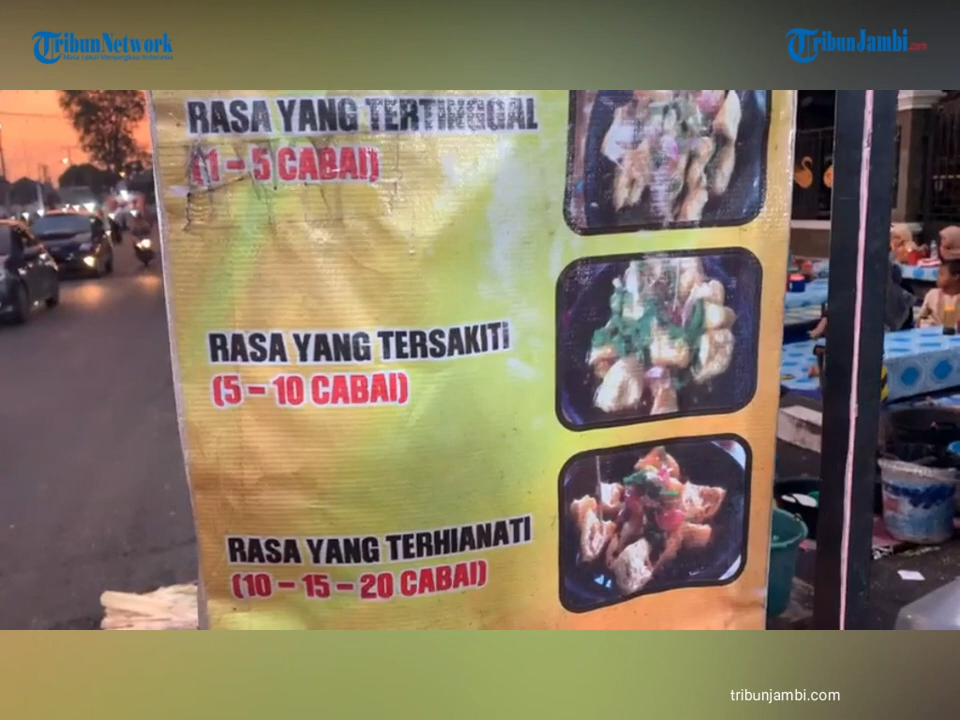 TribunNetwork
TribunJambi.com
RASA YANG TERTINGGAL
(1 – 5 CABAI)
RASA YANG TERSAKITI
(5 – 10 CABAI)
RASA YANG TERHIANATI
(10 – 15 – 20 CABAI)
tribunjambi.com